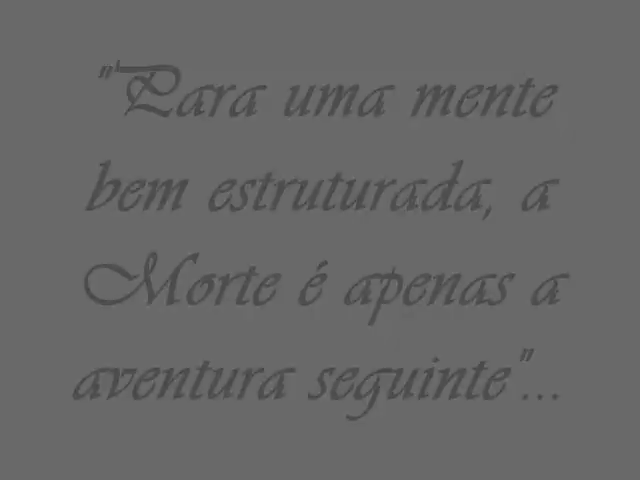 "Para uma mente
bem estruturada, a
Morte é apenas a
aventura seguinte"...